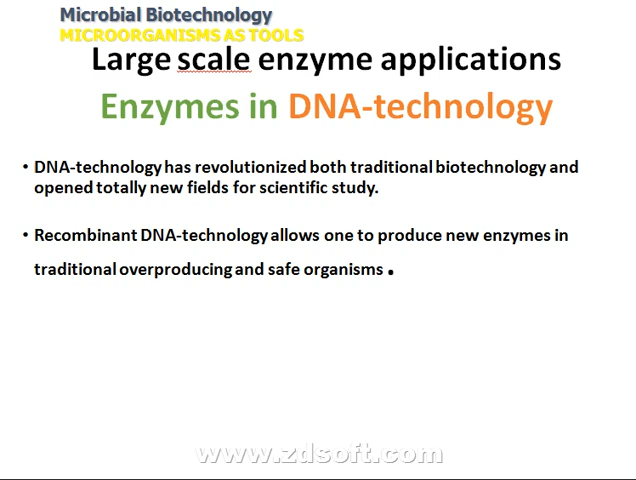 Microbial Biotechnology
MICROORGANISMS AS TOOLS
Large scale enzyme applications
Enzymes in DNA-technology
• DNA-technology has revolutionized both traditional biotechnology and
opened totally new fields for scientific study.
• Recombinant DNA-technology allows one to produce new enzymes in
traditional overproducing and safe organisms .
www.zdsoft.com